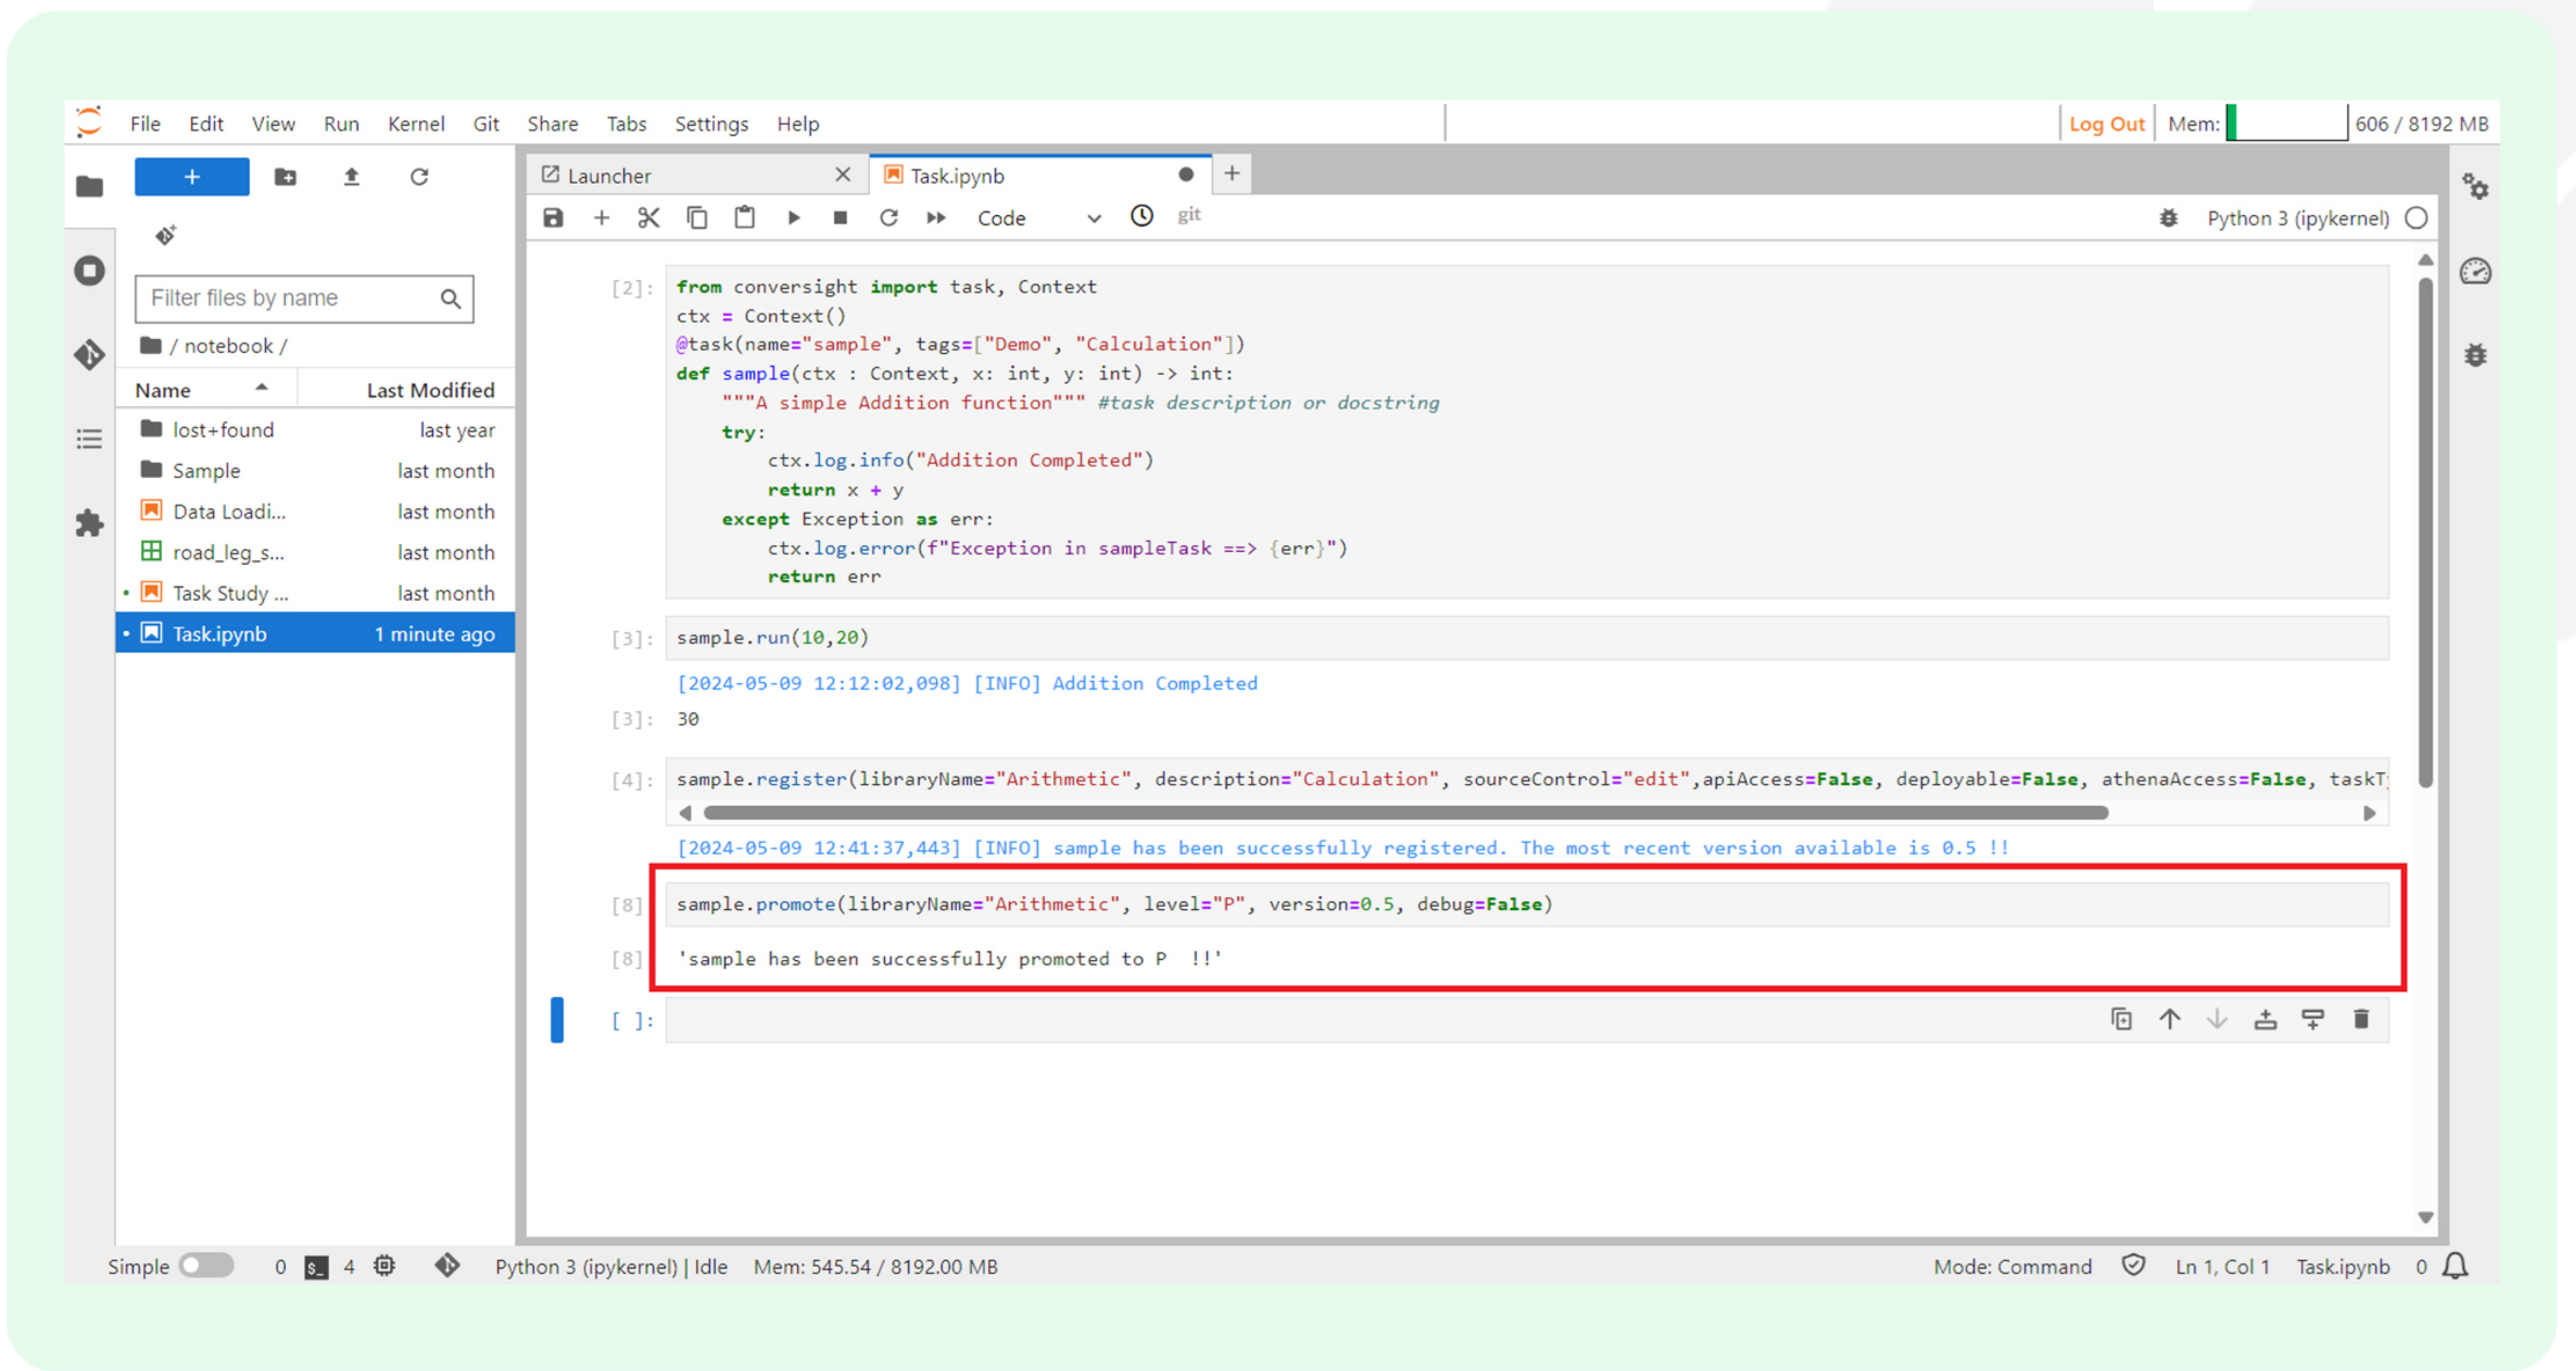 File Edit View Run Kernel Git Share Tabs Settings Help
Log Out Mem: 606 / 8192 MB
+
Filter files by name
/ notebook /
Name Last Modified
lost+found last year
Sample last month
Data Loadi... last month
road_leg_s... last month
Task Study ... last month
Task.ipynb 1 minute ago
Launcher Task.ipynb
Code git Python 3 (ipykernel)
[2]: from conversight import task, Context
ctx = Context()
@task(name="sample", tags=["Demo", "Calculation"])
def sample(ctx : Context, x: int, y: int) -> int:
"""A simple Addition function""" #task description or docstring
try:
ctx.log.info("Addition Completed")
return x + y
except Exception as err:
ctx.log.error(f"Exception in sampleTask ==> {err}")
return err
[3]: sample.run(10,20)
[2024-05-09 12:12:02,098] [INFO] Addition Completed
[3]: 30
[4]: sample.register(libraryName="Arithmetic", description="Calculation", sourceControl="edit",apiAccess=False, deployable=False, athenaAccess=False, taskT
[2024-05-09 12:41:37,443] [INFO] sample has been successfully registered. The most recent version available is 0.5 !!
[8] sample.promote(libraryName="Arithmetic", level="P", version=0.5, debug=False)
[8] 'sample has been successfully promoted to P  !!'
[ ]:
Simple 0 $_ 4 Python 3 (ipykernel) | Idle Mem: 545.54 / 8192.00 MB Mode: Command Ln 1, Col 1 Task.ipynb 0